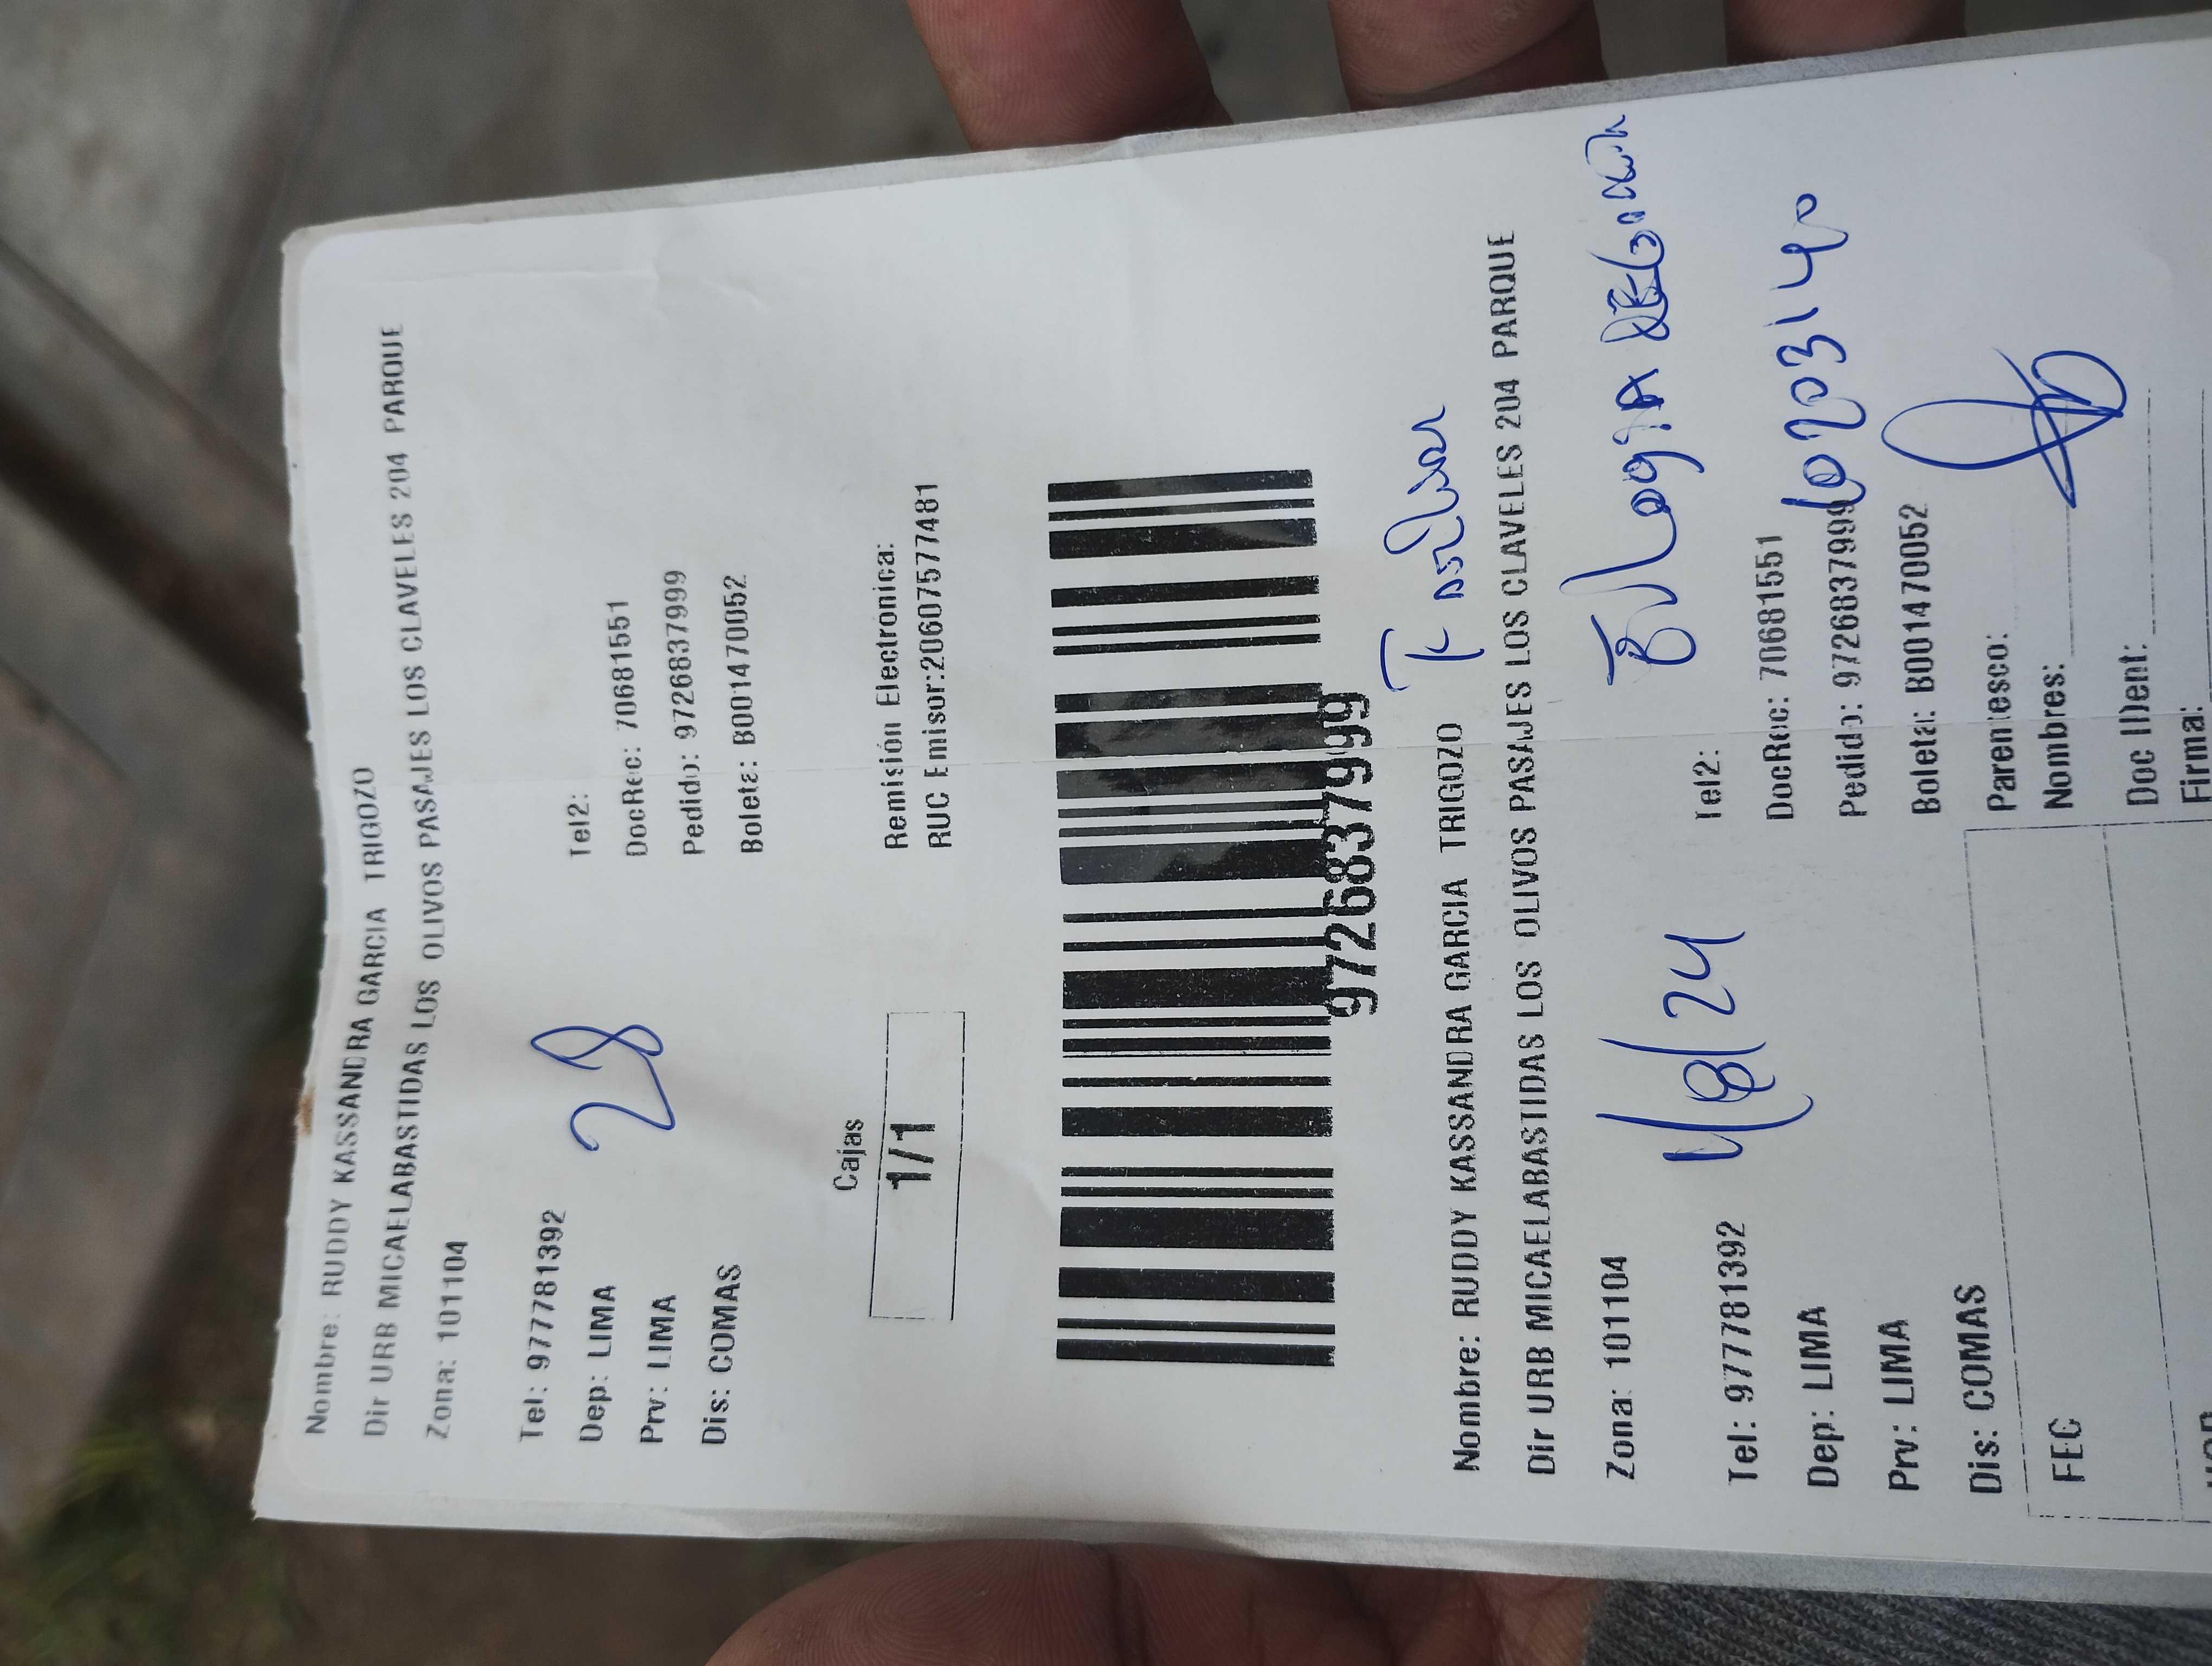 Nombre: RUDDY KASSANDRA GARCIA TRIGOZO
Dir URB MICAELABASTIDAS LOS OLIVOS PASAJES LOS CLAVELES 204 PARQUE
Zona: 101104
Tel: 977781392
Tel2:
Dep: LIMA
28
DocRec: 70681551
Prv: LIMA
Pedido: 9726837999
Dis: COMAS
Boleta: B001470052
Cajas
1/1
Remisión Electrónica:
RUC Emisor:20607577481
9726837999
Nombre: RUDDY KASSANDRA GARCIA TRIGOZO
Dir URB MICAELABASTIDAS LOS OLIVOS PASAJES LOS CLAVELES 204 PARQUE
Zona: 101104
/8/24
Tel: 977781392
Tel2:
Dep: LIMA
DocRec: 70681551
Prv: LIMA
Pedido: 9726837999
Dis: COMAS
Boleta: B001470052
FEC
Parentesco:
Nombres:
Doc IDent:
Firma: